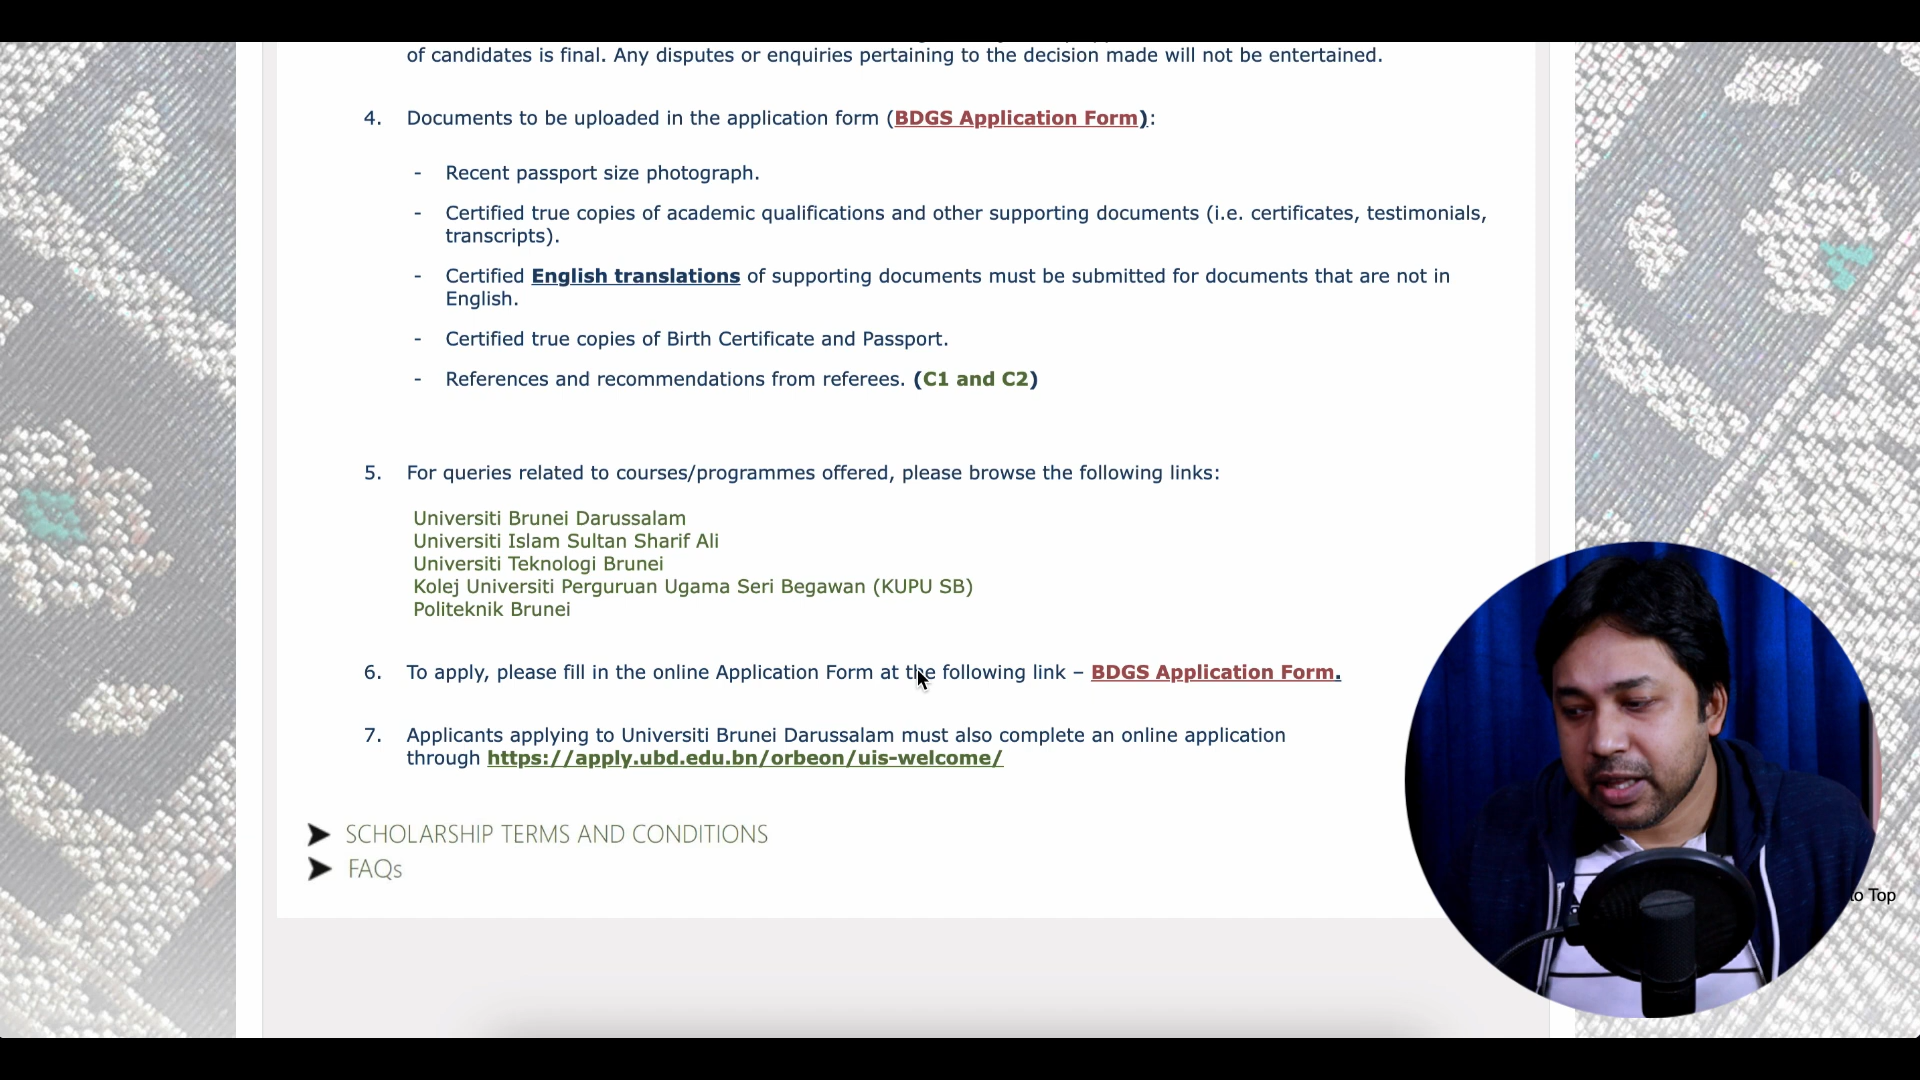 of candidates is final. Any disputes or enquiries pertaining to the decision made will not be entertained.
4. Documents to be uploaded in the application form (BDGS Application Form):
- Recent passport size photograph.
- Certified true copies of academic qualifications and other supporting documents (i.e. certificates, testimonials,
transcripts).
- Certified English translations of supporting documents must be submitted for documents that are not in
English.
- Certified true copies of Birth Certificate and Passport.
- References and recommendations from referees. (C1 and C2)
5. For queries related to courses/programmes offered, please browse the following links:
Universiti Brunei Darussalam
Universiti Islam Sultan Sharif Ali
Universiti Teknologi Brunei
Kolej Universiti Perguruan Ugama Seri Begawan (KUPU SB)
Politeknik Brunei
6. To apply, please fill in the online Application Form at the following link – BDGS Application Form.
7. Applicants applying to Universiti Brunei Darussalam must also complete an online application
through https://apply.ubd.edu.bn/orbeon/uis-welcome/
SCHOLARSHIP TERMS AND CONDITIONS
FAQs
to Top